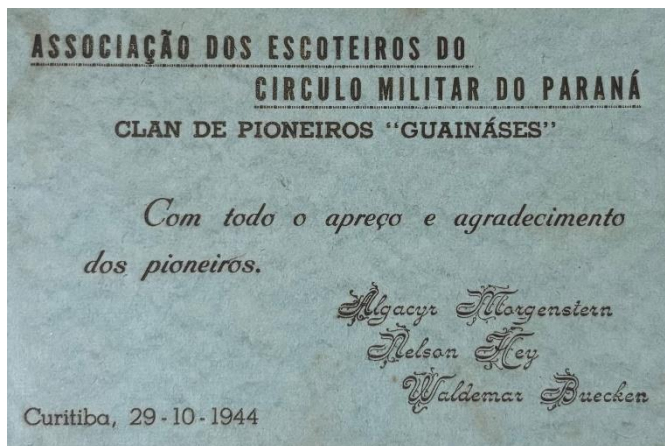 ASSOCIAÇÃO DOS ESCOTEIROS DO
CIRCULO MILITAR DO PARANÁ
CLAN DE PIONEIROS "GUAINÁSES"
Com todo o apreço e agradecimento
dos pioneiros.
Algacyr Morgenstern
Nelson Hey
Waldemar Buecken
Curitiba, 29-10-1944